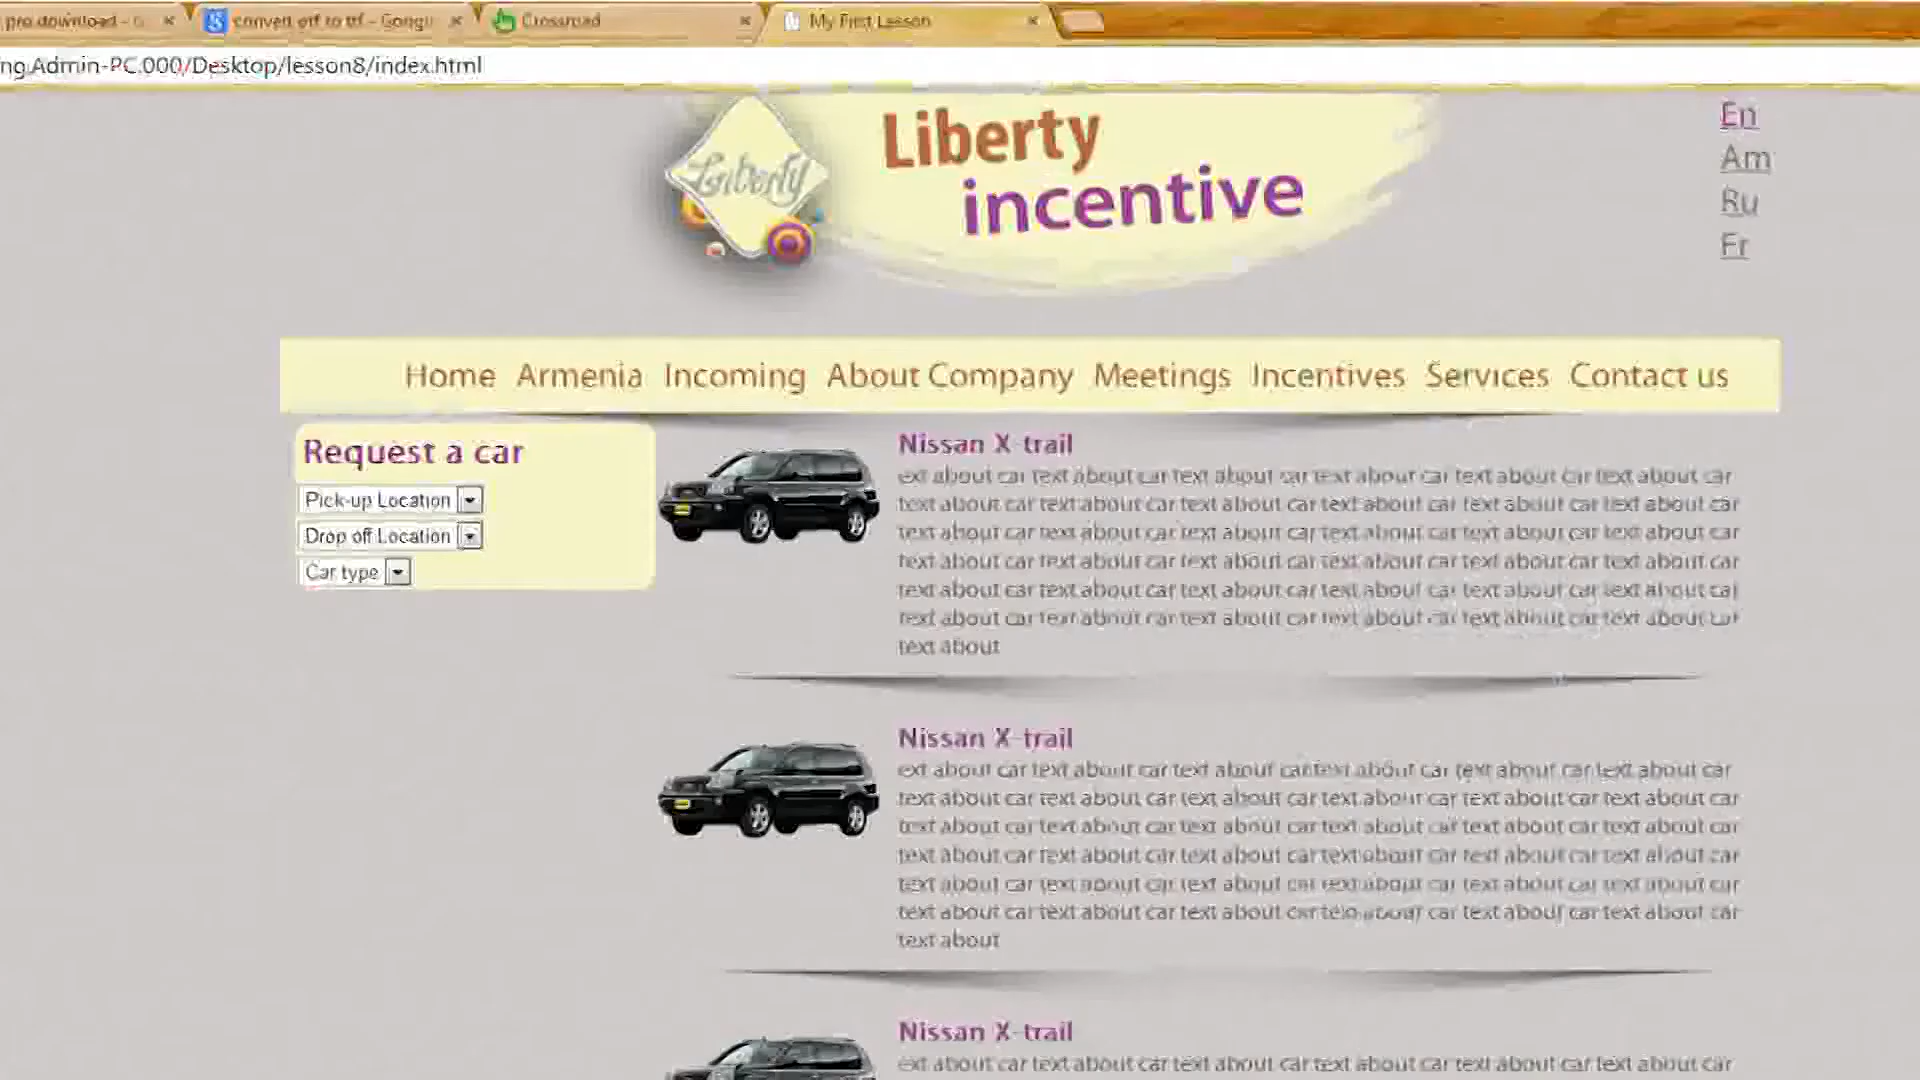 pro download - G
convert otf to ttf - Googl
Crossroad
My First Lesson
ng.Admin-PC.000/Desktop/lesson8/index.html
Liberty
Liberty
incentive
En
Am
Ru
Fr
Home Armenia Incoming About Company Meetings Incentives Services Contact us
Request a car
Pick-up Location
Drop off Location
Car type
Nissan X-trail
ext about car text about car text about car text about car text about car text about car
text about car text about car text about car text about car text about car text about car
text about car text about car text about car text about car text about car text about car
text about car text about car text about car text about car text about car text about car
text about car text about car text about car text about car text about car text about car
text about car text about car text about car text about car text about car text about car
text about
Nissan X-trail
ext about car text about car text about car text about car text about car text about car
text about car text about car text about car text about car text about car text about car
text about car text about car text about car text about car text about car text about car
text about car text about car text about car text about car text about car text about car
text about car text about car text about car text about car text about car text about car
text about car text about car text about car text about car text about car text about car
text about
Nissan X-trail
ext about car text about car text about car text about car text about car text about car